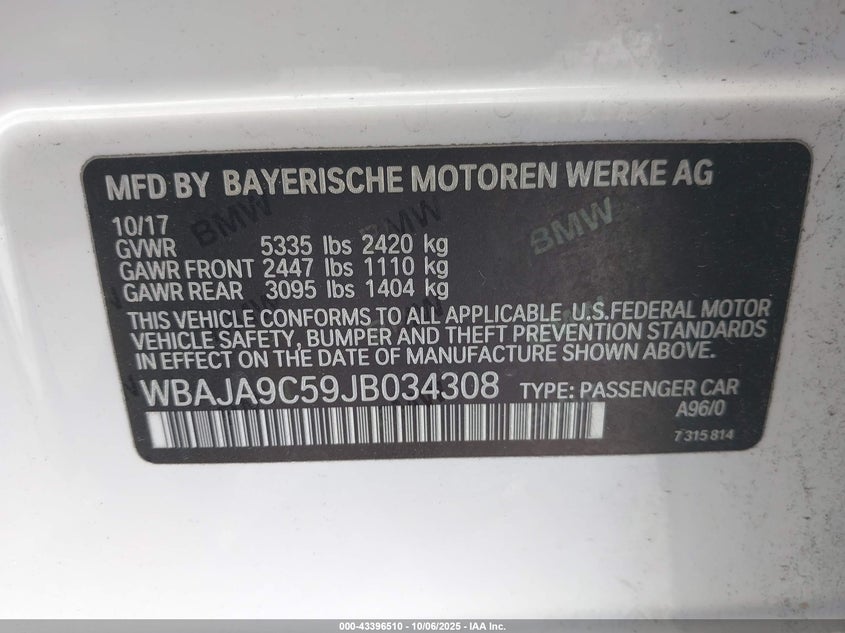 MFD BY BAYERISCHE MOTOREN WERKE AG
10/17
GVWR 5335 lbs 2420 kg
GAWR FRONT 2447 lbs 1110 kg
GAWR REAR 3095 lbs 1404 kg
THIS VEHICLE CONFORMS TO ALL APPLICABLE U.S.FEDERAL MOTOR
VEHICLE SAFETY, BUMPER AND THEFT PREVENTION STANDARDS
IN EFFECT ON THE DATE OF MANUFACTURE SHOWN ABOVE.
WBAJA9C59JB034308 TYPE: PASSENGER CAR
A96/0
7 315 814
BMW
BMW
000-43396510 - 10/06/2025 - IAA Inc.